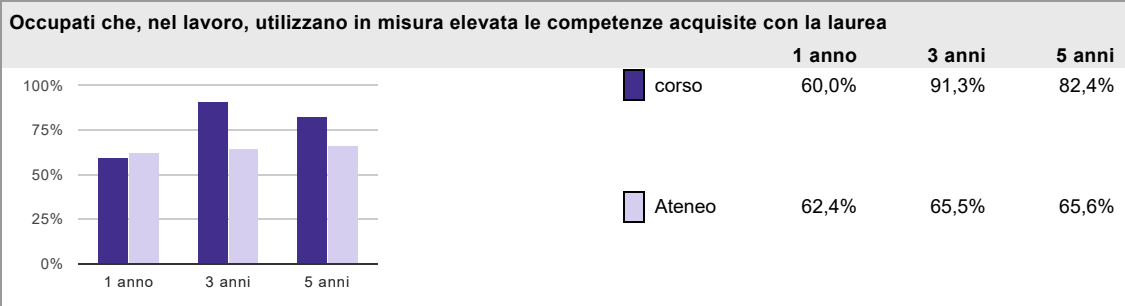 Occupati che, nel lavoro, utilizzano in misura elevata le competenze acquisite con la laurea
1 anno 3 anni 5 anni
corso 60,0% 91,3% 82,4%
Ateneo 62,4% 65,5% 65,6%
100%
75%
50%
25%
0%
1 anno 3 anni 5 anni